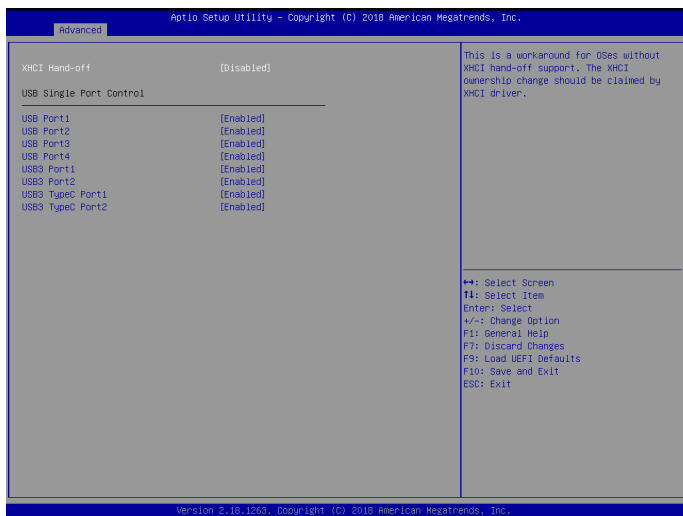 Aptio Setup Utility – Copyright (C) 2018 American Megatrends, Inc.
Advanced
XHCI Hand-off [Disabled]
USB Single Port Control
USB Port1 [Enabled]
USB Port2 [Enabled]
USB Port3 [Enabled]
USB Port4 [Enabled]
USB3 Port1 [Enabled]
USB3 Port2 [Enabled]
USB3 TypeC Port1 [Enabled]
USB3 TypeC Port2 [Enabled]
This is a workaround for OSes without
XHCI hand-off support. The XHCI
ownership change should be claimed by
XHCI driver.
↔: Select Screen
↑↓: Select Item
Enter: Select
+/-: Change Option
F1: General Help
F7: Discard Changes
F9: Load UEFI Defaults
F10: Save and Exit
ESC: Exit
Version 2.18.1263. Copyright (C) 2018 American Megatrends, Inc.